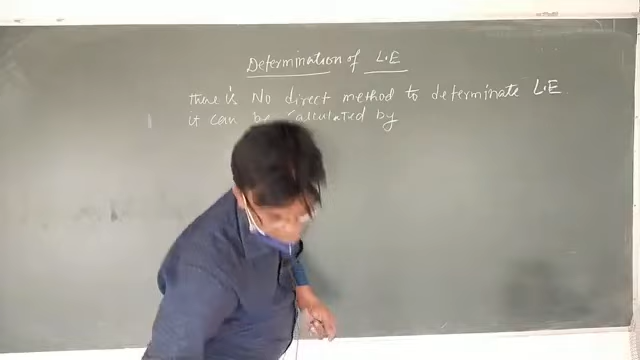 Determination of L.E
there is No direct method to determinate L.E.
it can be calculated by